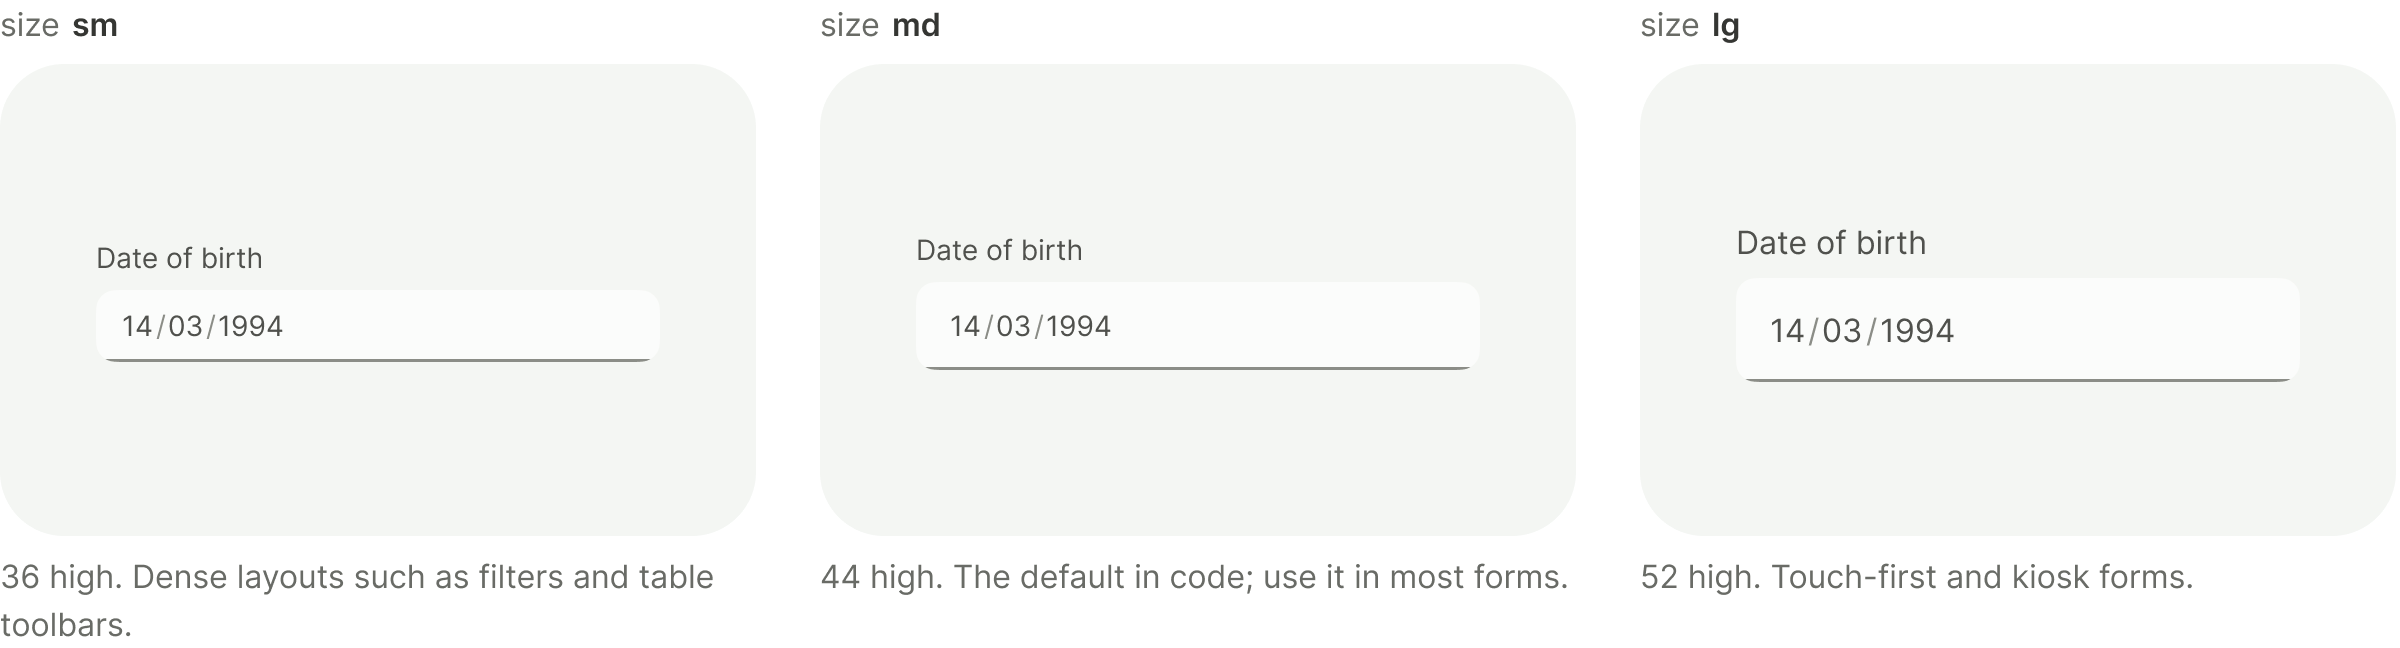 size sm
Date of birth
14/03/1994
36 high. Dense layouts such as filters and table
toolbars.
size md
Date of birth
14/03/1994
44 high. The default in code; use it in most forms.
size lg
Date of birth
14/03/1994
52 high. Touch-first and kiosk forms.